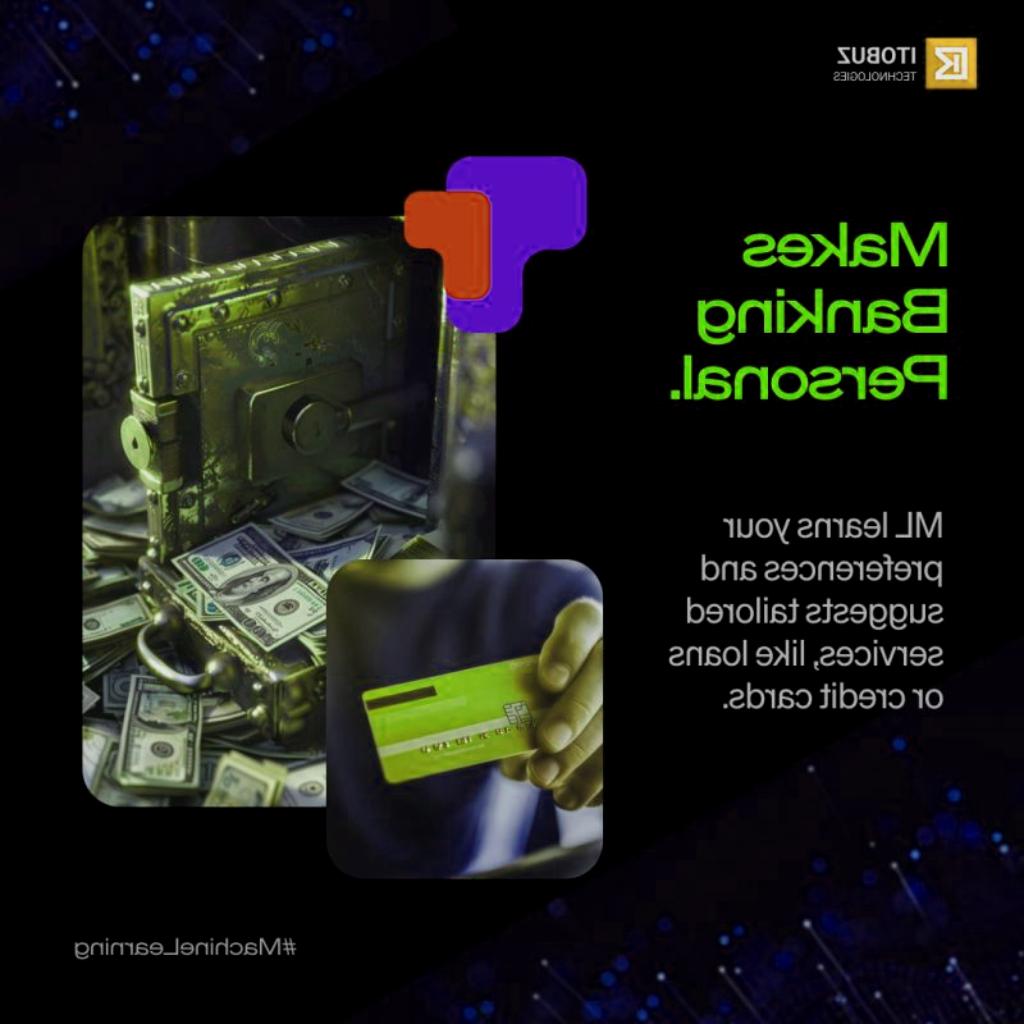 ITOBUZ
TECHNOLOGIES
Makes
Banking
Personal.
ML learns your
preferences and
suggests tailored
services, like loans
or credit cards.
#MachineLearning